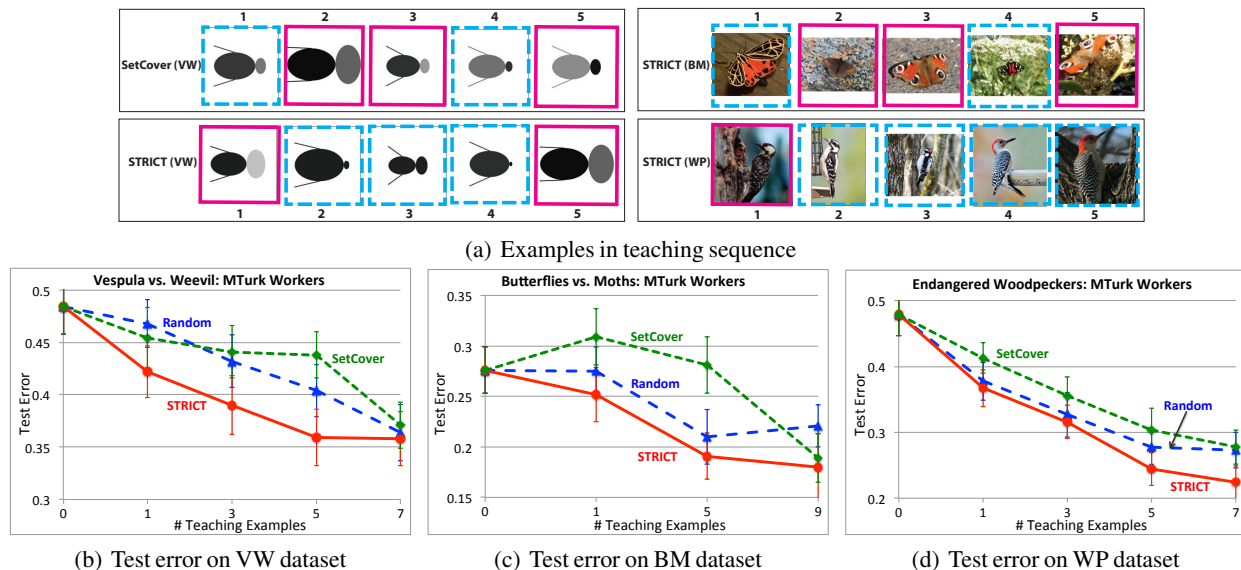 1 2 3 4 5
SetCover (VW)
STRICT (VW)
1 2 3 4 5
1 2 3 4 5
STRICT (BM)
STRICT (WP)
1 2 3 4 5
(a) Examples in teaching sequence
Vespula vs. Weevil: MTurk Workers
0.5
0.45
0.4
0.35
0.3
Test Error
Random
SetCover
STRICT
0 1 3 5 7
# Teaching Examples
(b) Test error on VW dataset
Butterflies vs. Moths: MTurk Workers
0.35
0.3
0.25
0.2
0.15
Test Error
SetCover
Random
STRICT
0 1 5 9
# Teaching Examples
(c) Test error on BM dataset
Endangered Woodpeckers: MTurk Workers
0.5
0.4
0.3
0.2
Test Error
SetCover
Random
STRICT
0 1 3 5 7
# Teaching Examples
(d) Test error on WP dataset